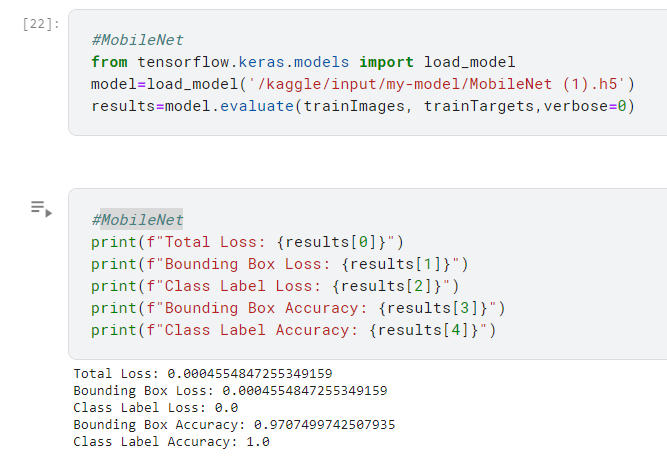 [22]:
#MobileNet
from tensorflow.keras.models import load_model
model=load_model('/kaggle/input/my-model/MobileNet (1).h5')
results=model.evaluate(trainImages, trainTargets,verbose=0)
#MobileNet
print(f"Total Loss: {results[0]}")
print(f"Bounding Box Loss: {results[1]}")
print(f"Class Label Loss: {results[2]}")
print(f"Bounding Box Accuracy: {results[3]}")
print(f"Class Label Accuracy: {results[4]}")
Total Loss: 0.0004554847255349159
Bounding Box Loss: 0.0004554847255349159
Class Label Loss: 0.0
Bounding Box Accuracy: 0.9707499742507935
Class Label Accuracy: 1.0